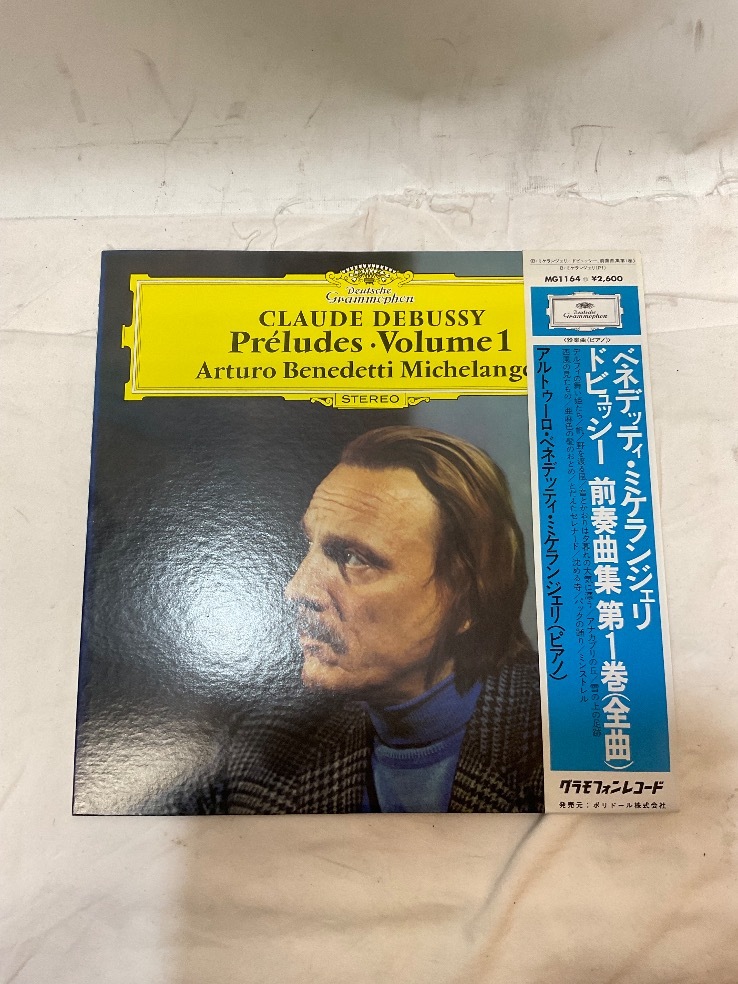 Deutsche
Grammophon
CLAUDE DEBUSSY
Préludes · Volume 1
Arturo Benedetti Michelange
STEREO
MG1164 ¥2,600
Deutsche
Grammophon
ベネデッティ・ミケランジェリ
ドビュッシー 前奏曲集 第1巻(全曲)
アルトゥーロ・ベネデッティ・ミケランジェリ(ピアノ)
グラモフォンレコード
発売元:ポリドール株式会社